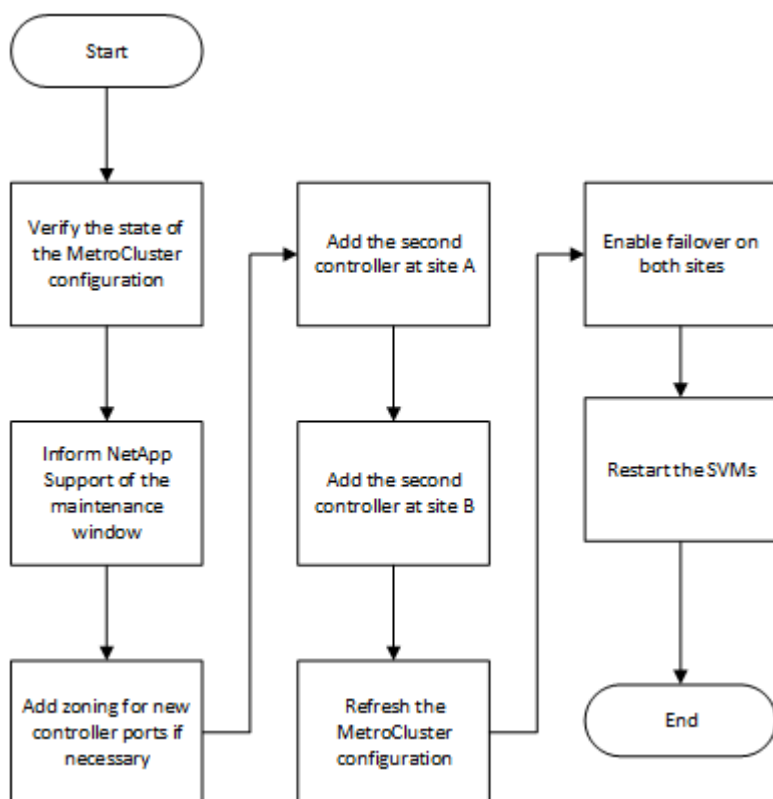 Start
Verify the state of
the MetroCluster
configuration
Inform NetApp
Support of the
maintenance
window
Add zoning for new
controller ports if
necessary
Add the second
controller at site A
Add the second
controller at site B
Refresh the
MetroCluster
configuration
Enable failover on
both sites
Restart the SVMs
End